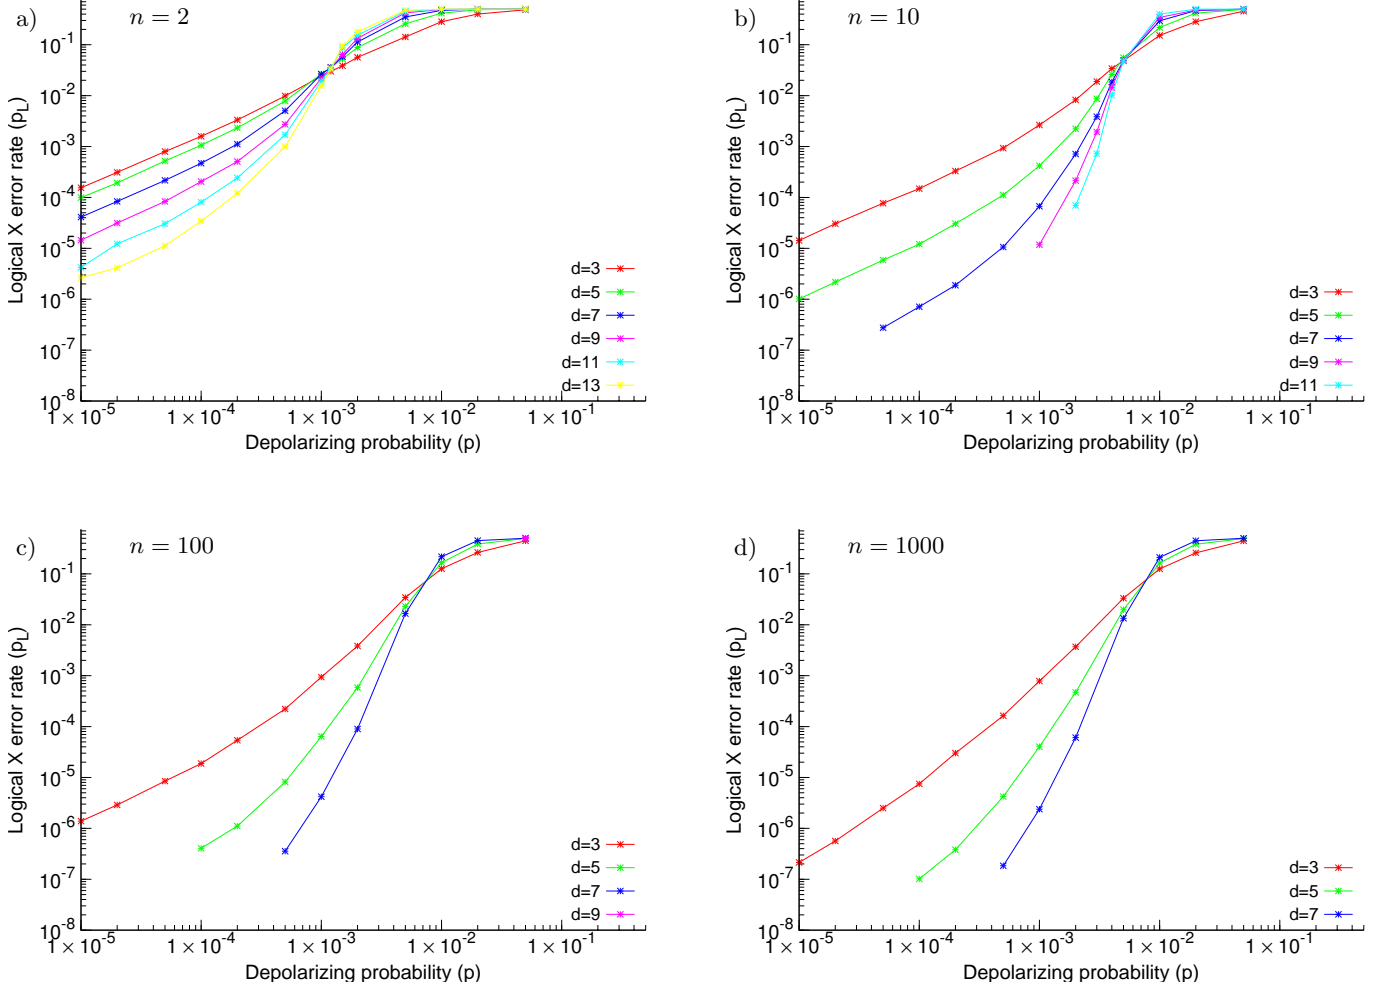 a)
n = 2
Logical X error rate (p_L)
10^-1
10^-2
10^-3
10^-4
10^-5
10^-6
10^-7
10^-8
d=3
d=5
d=7
d=9
d=11
d=13
1 × 10^-5
1 × 10^-4
1 × 10^-3
1 × 10^-2
1 × 10^-1
Depolarizing probability (p)
b)
n = 10
Logical X error rate (p_L)
10^-1
10^-2
10^-3
10^-4
10^-5
10^-6
10^-7
10^-8
d=3
d=5
d=7
d=9
d=11
1 × 10^-5
1 × 10^-4
1 × 10^-3
1 × 10^-2
1 × 10^-1
Depolarizing probability (p)
c)
n = 100
Logical X error rate (p_L)
10^-1
10^-2
10^-3
10^-4
10^-5
10^-6
10^-7
10^-8
d=3
d=5
d=7
d=9
1 × 10^-5
1 × 10^-4
1 × 10^-3
1 × 10^-2
1 × 10^-1
Depolarizing probability (p)
d)
n = 1000
Logical X error rate (p_L)
10^-1
10^-2
10^-3
10^-4
10^-5
10^-6
10^-7
10^-8
d=3
d=5
d=7
1 × 10^-5
1 × 10^-4
1 × 10^-3
1 × 10^-2
1 × 10^-1
Depolarizing probability (p)